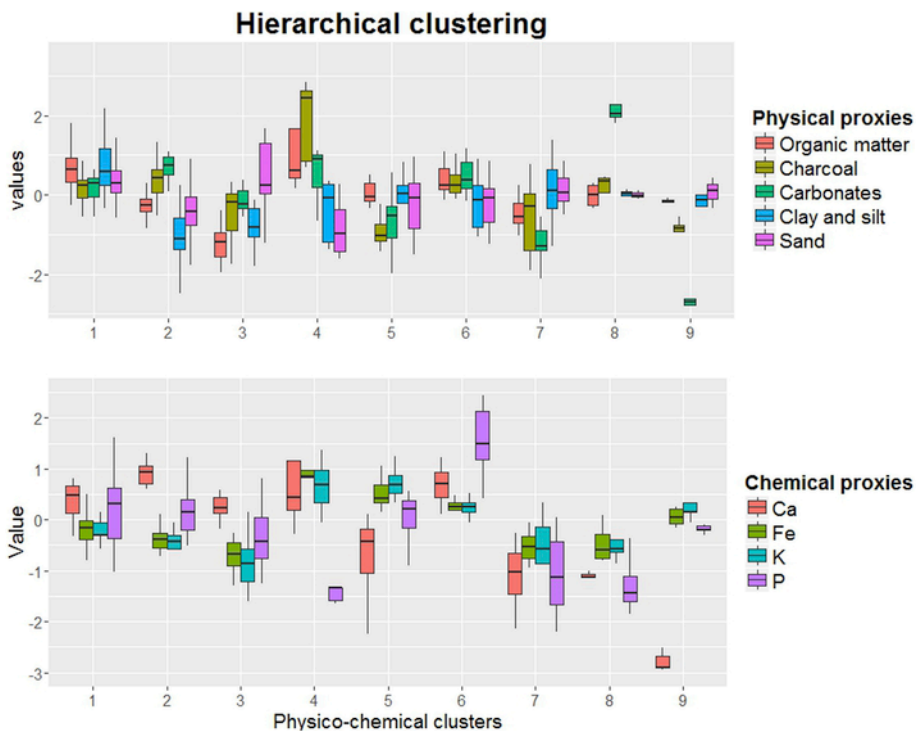 Hierarchical clustering
values
2
0
-2
1 2 3 4 5 6 7 8 9
Physical proxies
Organic matter
Charcoal
Carbonates
Clay and silt
Sand
Value
2
1
0
-1
-2
-3
1 2 3 4 5 6 7 8 9
Physico-chemical clusters
Chemical proxies
Ca
Fe
K
P